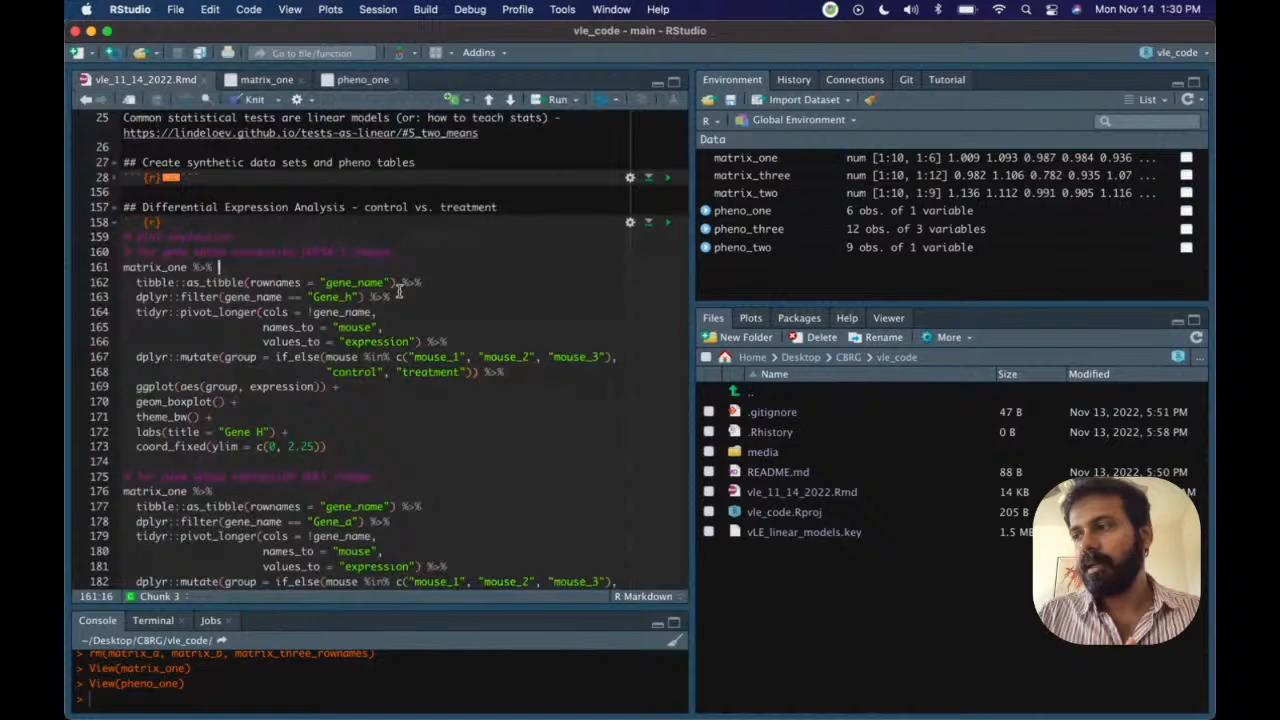 RStudio File Edit Code View Plots Session Build Debug Profile Tools Window Help Mon Nov 14 1:30 PM
vle_code - main - RStudio
Go to file/function Addins vle_code
vle_11_14_2022.Rmd matrix_one pheno_one
Knit Run
25 Common statistical tests are linear models (or: how to teach stats) -
https://lindeloev.github.io/tests-as-linear/#5_two_means
26
27 ## Create synthetic data sets and pheno tables
28 ```{r} ```
156
157 ## Differential Expression Analysis - control vs. treatment
158 {r}
159 # plot expression
160
161 matrix_one %>%
162 tibble::as_tibble(rownames = "gene_name") %>%
163 dplyr::filter(gene_name == "Gene_h") %>%
164 tidyr::pivot_longer(cols = !gene_name,
165 names_to = "mouse",
166 values_to = "expression") %>%
167 dplyr::mutate(group = if_else(mouse %in% c("mouse_1", "mouse_2", "mouse_3"),
168 "control", "treatment")) %>%
169 ggplot(aes(group, expression)) +
170 geom_boxplot() +
171 theme_bw() +
172 labs(title = "Gene H") +
173 coord_fixed(ylim = c(0, 2.25))
174
175
176 matrix_one %>%
177 tibble::as_tibble(rownames = "gene_name") %>%
178 dplyr::filter(gene_name == "Gene_a") %>%
179 tidyr::pivot_longer(cols = !gene_name,
180 names_to = "mouse",
181 values_to = "expression") %>%
182 dplyr::mutate(group = if_else(mouse %in% c("mouse_1", "mouse_2", "mouse_3"),
161:16 Chunk 3 R Markdown
Console Terminal Jobs
~/Desktop/CBRG/vle_code/
> rm(matrix_a, matrix_b, matrix_three_rownames)
> View(matrix_one)
> View(pheno_one)
>
Environment History Connections Git Tutorial
Import Dataset List
R Global Environment
Data
matrix_one num [1:10, 1:6] 1.009 1.093 0.987 0.984 0.936 ...
matrix_three num [1:10, 1:12] 0.982 1.106 0.782 0.935 1.07 ...
matrix_two num [1:10, 1:9] 1.136 1.112 0.991 0.905 1.116 ...
pheno_one 6 obs. of 1 variable
pheno_three 12 obs. of 3 variables
pheno_two 9 obs. of 1 variable
Files Plots Packages Help Viewer
New Folder Delete Rename More
Home Desktop CBRG vle_code ...
Name Size Modified
..
.gitignore 47 B Nov 13, 2022, 5:51 PM
.Rhistory 0 B Nov 13, 2022, 5:58 PM
media
README.md 88 B Nov 13, 2022, 5:50 PM
vle_11_14_2022.Rmd 14 KB AM
vle_code.Rproj 205 B
vLE_linear_models.key 1.5 M